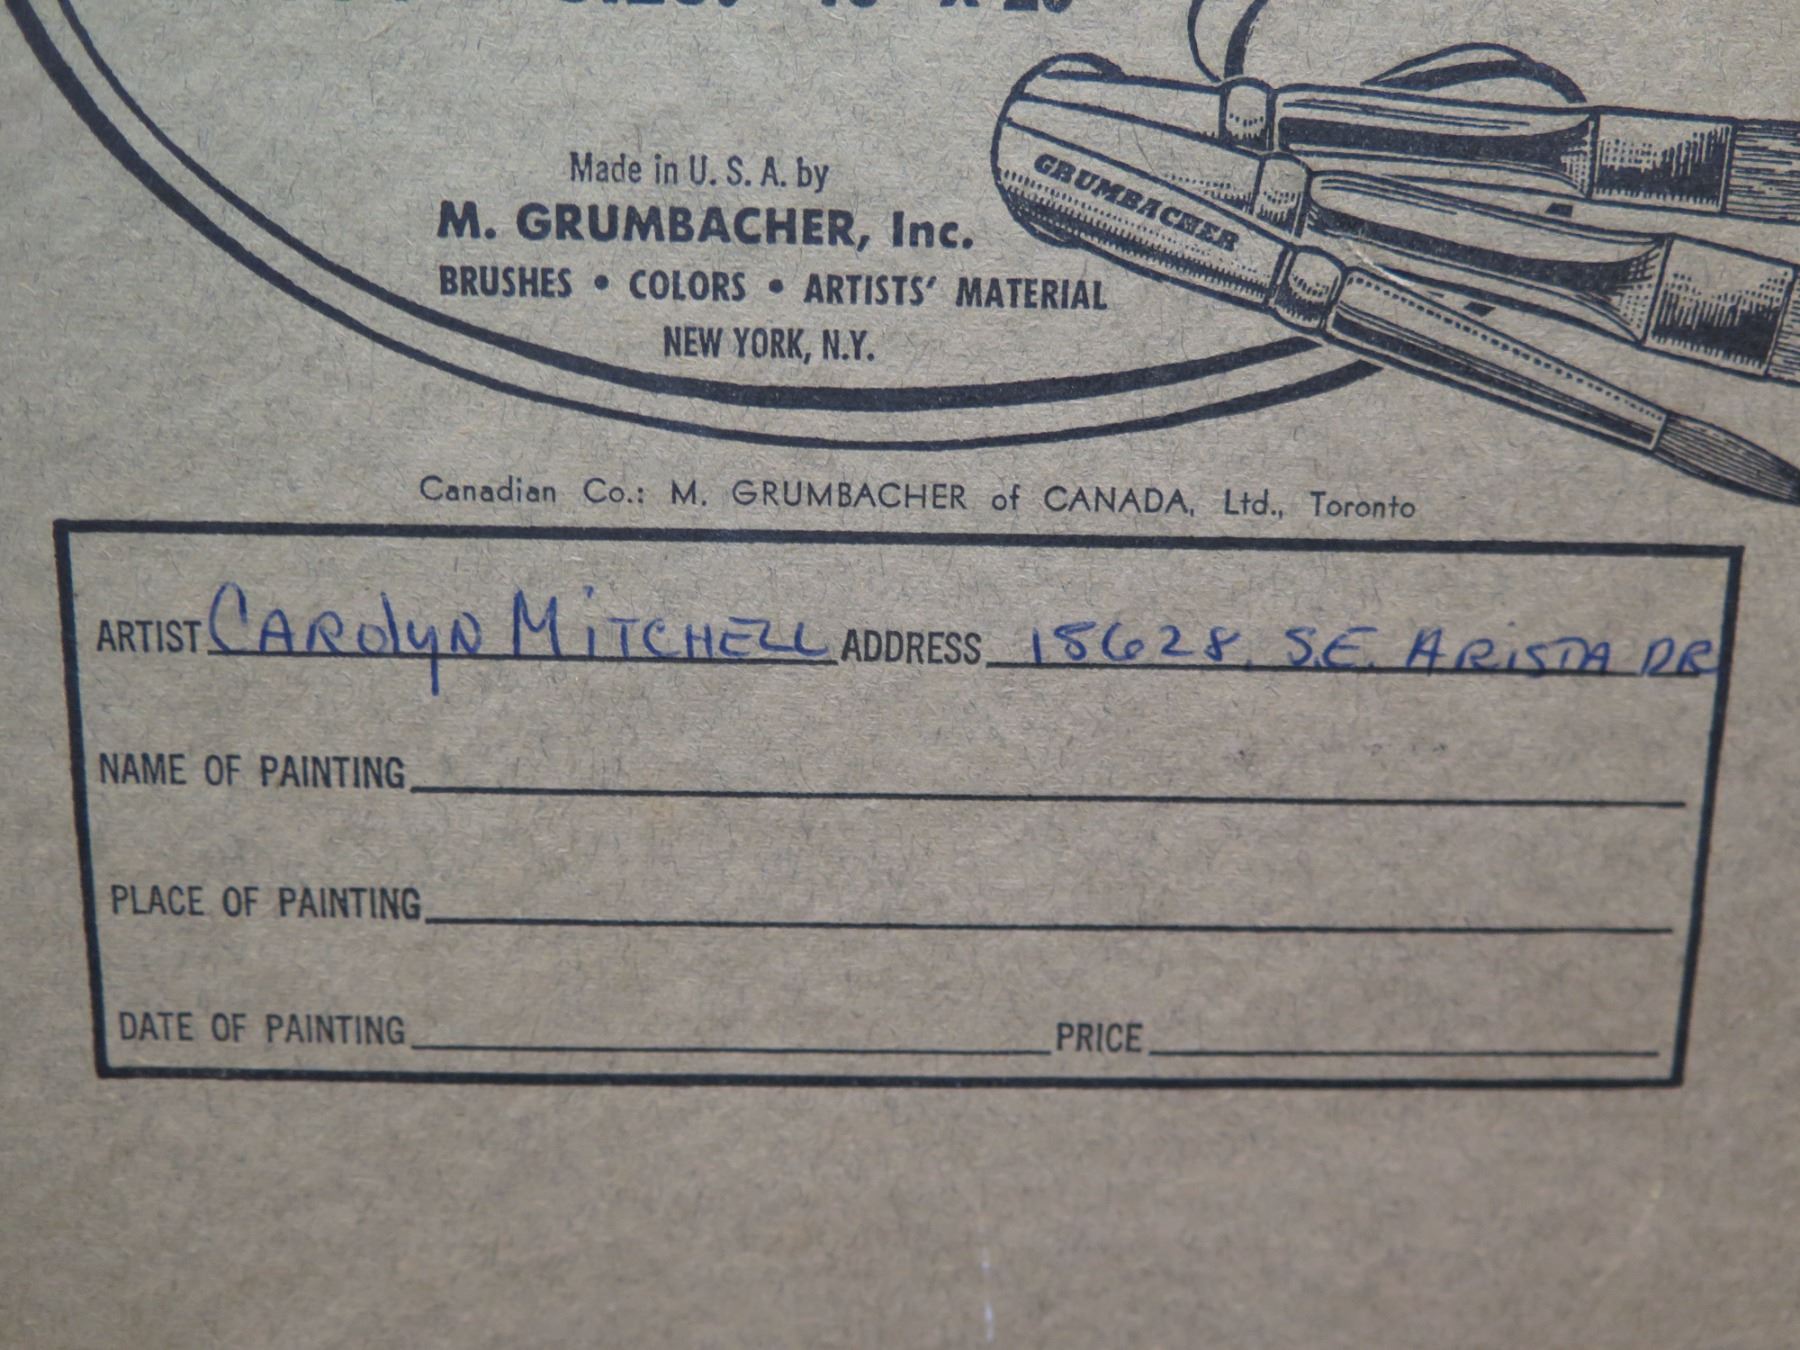 Made in U. S. A. by
M. GRUMBACHER, Inc.
BRUSHES • COLORS • ARTISTS' MATERIAL
NEW YORK, N.Y.
GRUMBACHER
Canadian Co.: M. GRUMBACHER of CANADA, Ltd., Toronto
ARTIST CAROlyN MiTCHELL ADDRESS 18628 S.E. ARiSTA DR
NAME OF PAINTING
PLACE OF PAINTING
DATE OF PAINTING PRICE